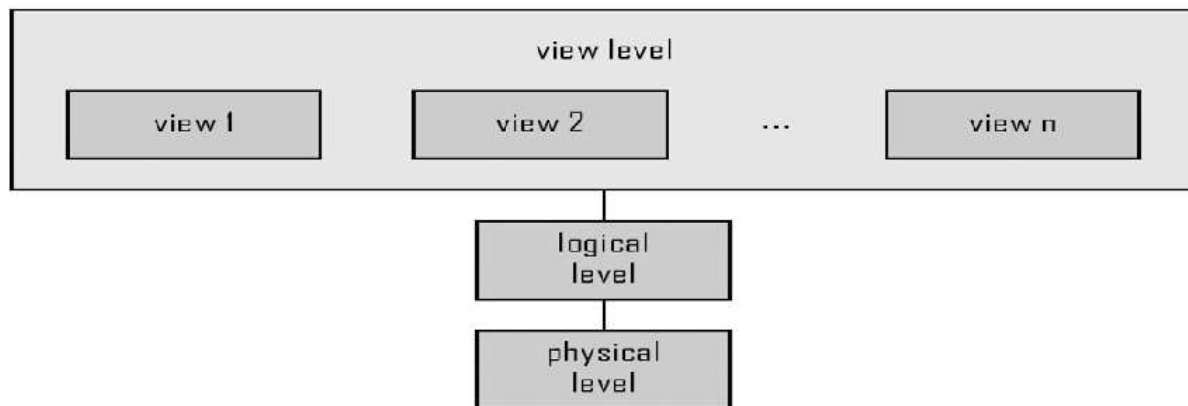 view level
view 1
view 2
...
view n
logical
level
physical
level